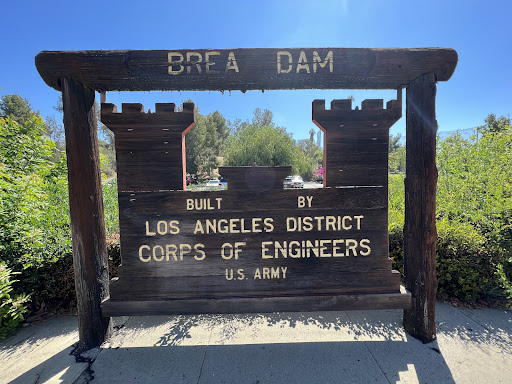 BREA DAM
BUILT BY
LOS ANGELES DISTRICT
CORPS OF ENGINEERS
U.S. ARMY